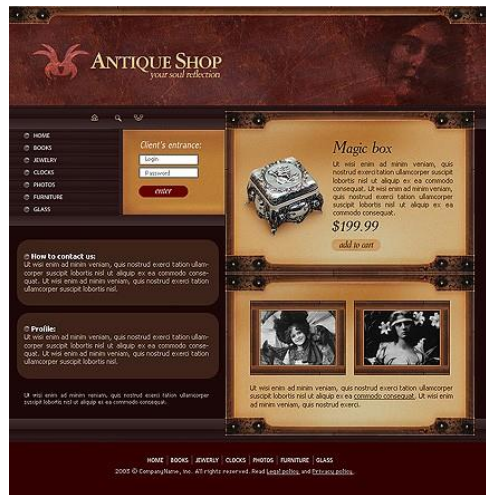 ANTIQUE SHOP
your soul reflection
HOME
BOOKS
JEWELRY
CLOCKS
PHOTOS
FURNITURE
GLASS
Client's entrance:
Login
Password
enter
Magic box
Ut wisi enim ad minim veniam, quis
nostrud exerci tation ullamcorper suscipit
lobortis nisl ut aliquip ex ea commodo
consequat. Ut wisi enim ad minim veniam,
quis nostrud exerci tation ullamcorper
suscipit lobortis nisl ut aliquip ex ea
commodo consequat.
$199.99
add to cart
How to contact us:
Ut wisi enim ad minim veniam, quis nostrud exerci tation ullam-
corper suscipit lobortis nisl ut aliquip ex ea commodo conse-
quat. Ut wisi enim ad minim veniam, quis nostrud exerci tation
ullamcorper suscipit lobortis nisl.
Profile:
Ut wisi enim ad minim veniam, quis nostrud exerci tation ullam-
corper suscipit lobortis nisl ut aliquip ex ea commodo conse-
quat. Ut wisi enim ad minim veniam, quis nostrud exerci tation
ullamcorper suscipit lobortis nisl.
Ut wisi enim ad minim veniam, quis nostrud exerci tation ullamcorper
suscipit lobortis nisl ut aliquip ex ea commodo consequat.
Ut wisi enim ad minim veniam, quis nostrud exerci tation ullamcorper
suscipit lobortis nisl ut aliquip ex ea commodo consequat. Ut wisi enim
ad minim veniam, quis nostrud exerci.
HOME | BOOKS | JEWERLY | CLOCKS | PHOTOS | FURNITURE | GLASS
2005 © CompanyName, Inc. All rights reserved. Read Legal policy and Privacy policy.